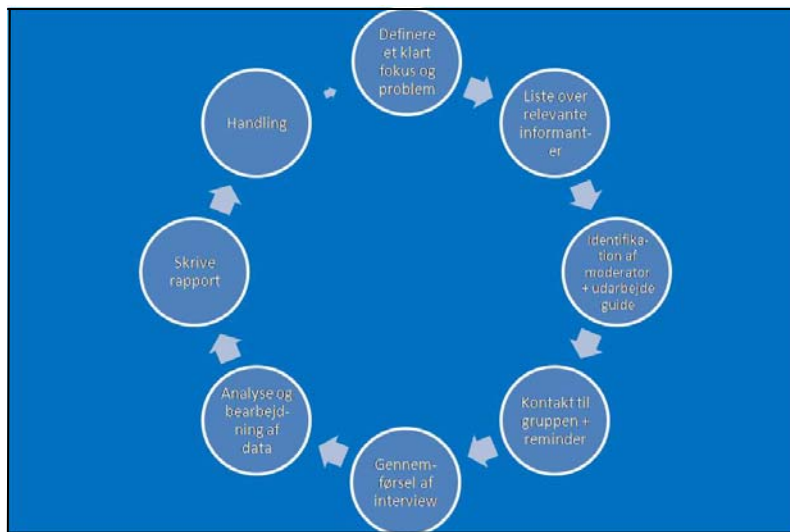 Definere
et klart
fokus og
problem
Liste over
relevante
informant-
er
Identifika-
tion af
moderator
+ udarbejde
guide
Kontakt til
gruppen +
reminder
Gennem-
førsel af
interview
Analyse og
bearbejd-
ning af
data
Skrive
rapport
Handling